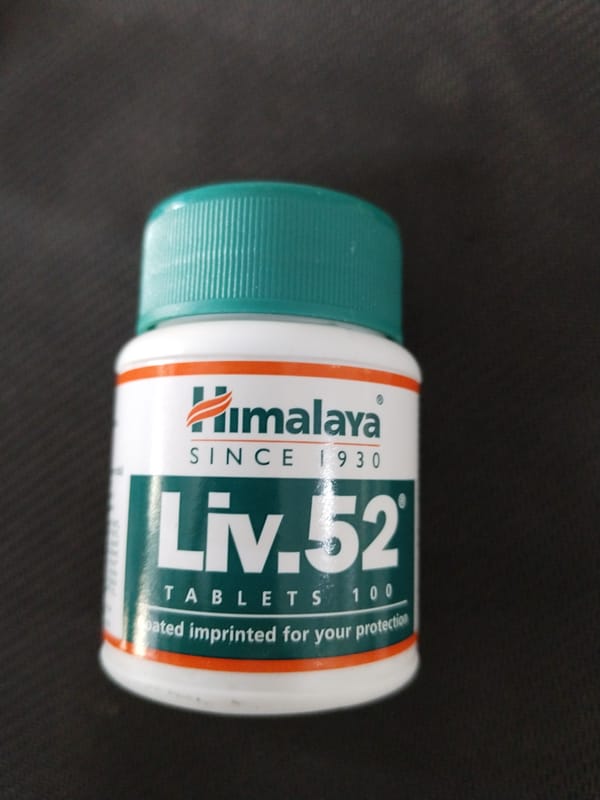 Himalaya®
SINCE 1930
Liv.52®
TABLETS 100
oated imprinted for your protection